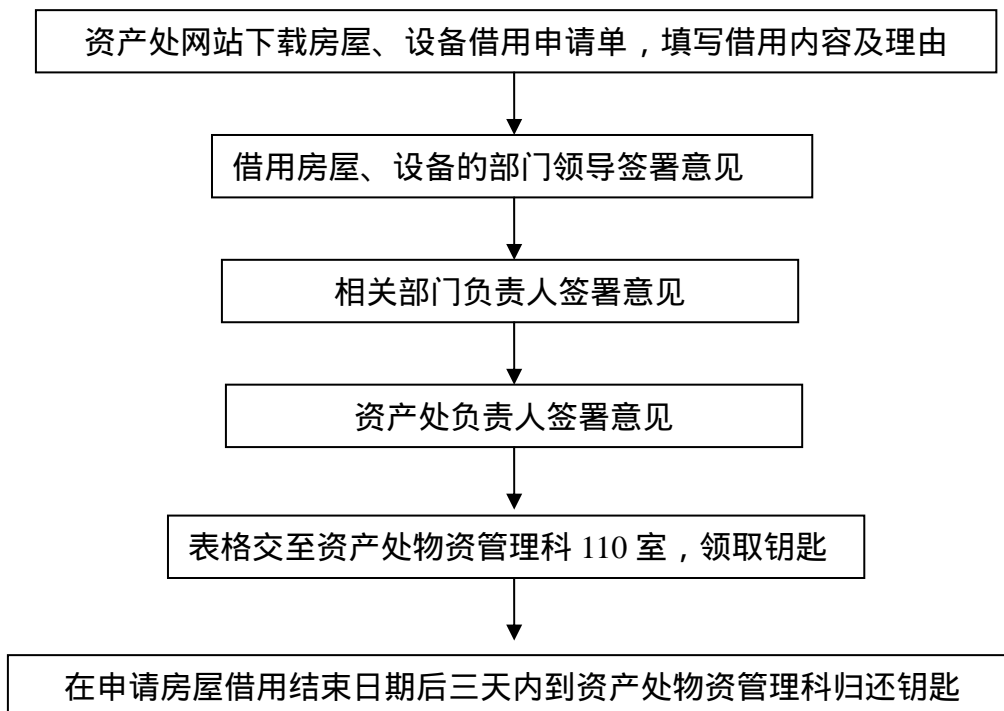 资产处网站下载房屋、设备借用申请单，填写借用内容及理由
借用房屋、设备的部门领导签署意见
相关部门负责人签署意见
资产处负责人签署意见
表格交至资产处物资管理科 110 室，领取钥匙
在申请房屋借用结束日期后三天内到资产处物资管理科归还钥匙